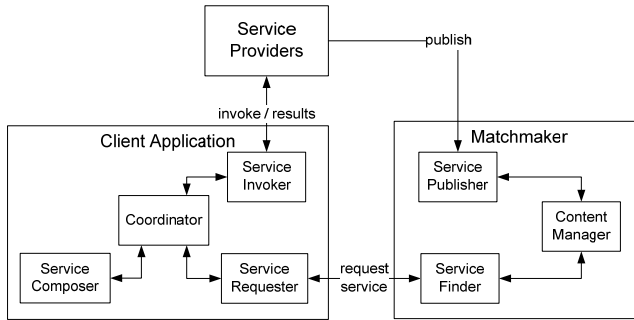 Service
Providers
publish
invoke / results
Client Application
Matchmaker
Service
Invoker
Service
Publisher
Coordinator
Content
Manager
Service
Composer
Service
Requester
request
service
Service
Finder